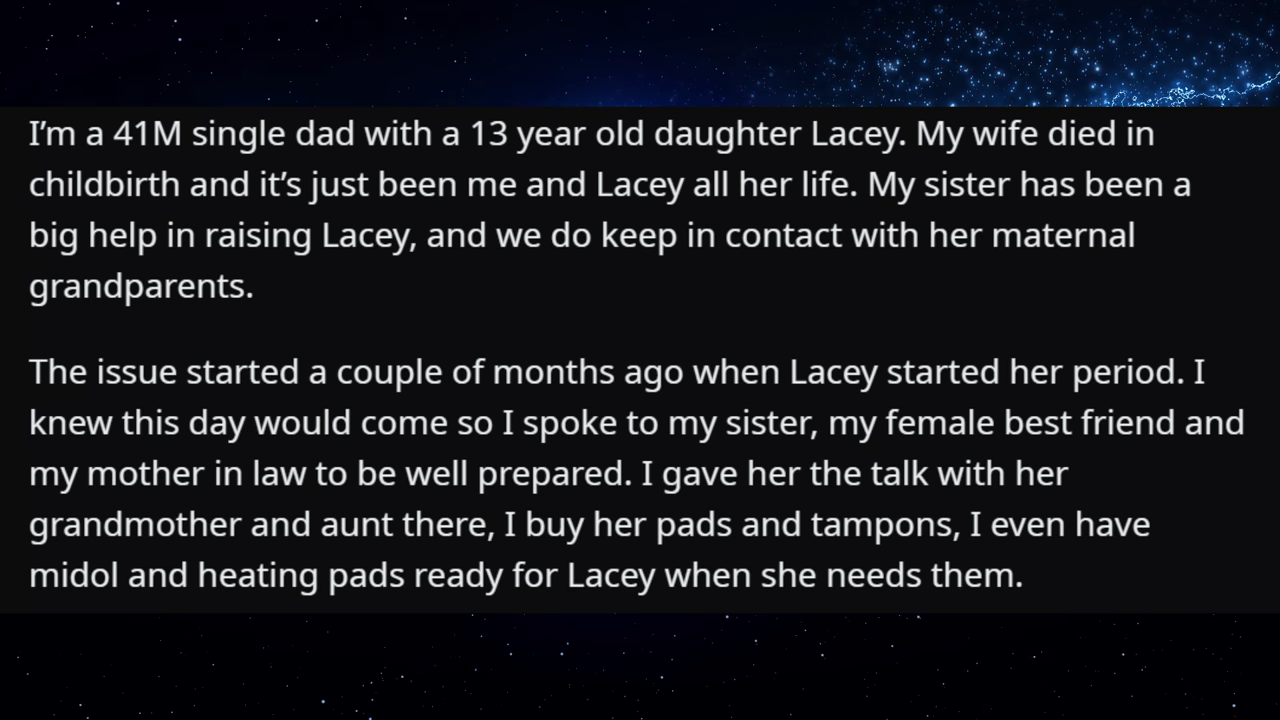 I’m a 41M single dad with a 13 year old daughter Lacey. My wife died in
childbirth and it’s just been me and Lacey all her life. My sister has been a
big help in raising Lacey, and we do keep in contact with her maternal
grandparents.
The issue started a couple of months ago when Lacey started her period. I
knew this day would come so I spoke to my sister, my female best friend and
my mother in law to be well prepared. I gave her the talk with her
grandmother and aunt there, I buy her pads and tampons, I even have
midol and heating pads ready for Lacey when she needs them.